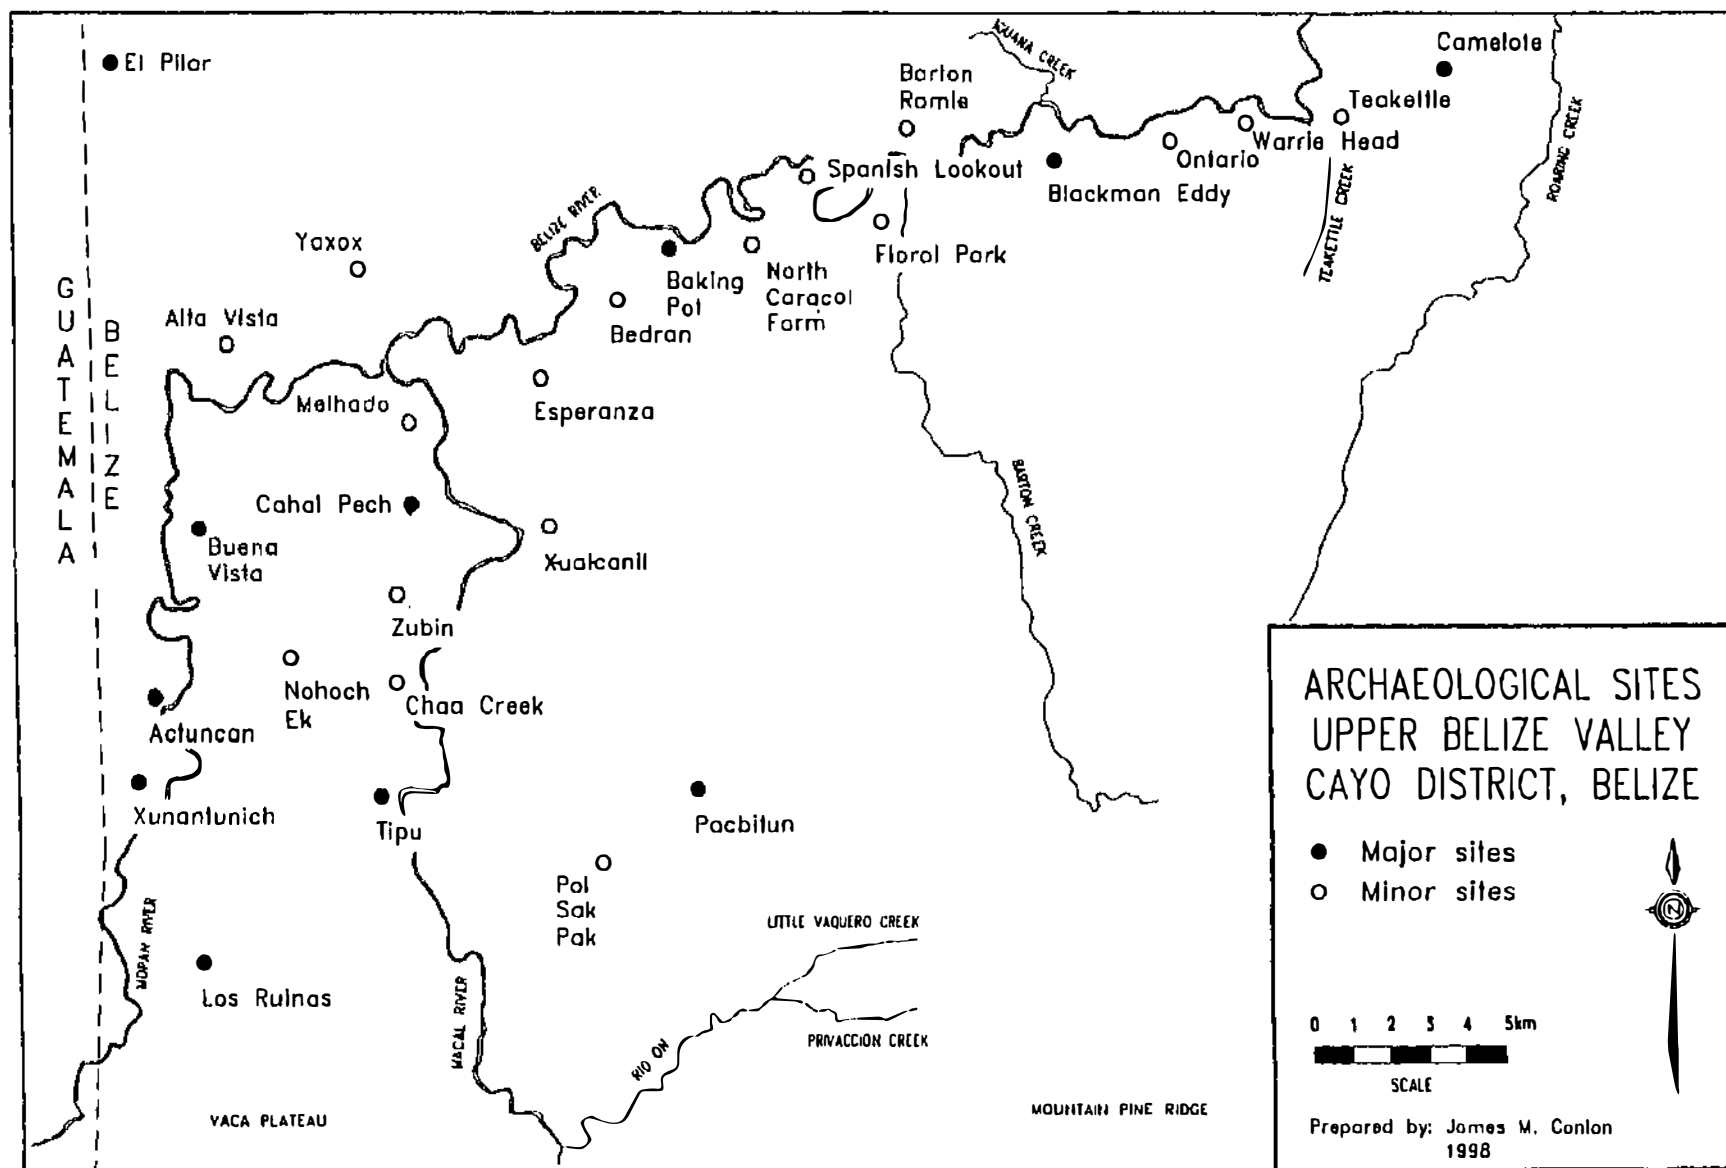 El Pilar
IGUANA CREEK
Camelote
Barton
Ramie
Teakettle
Warrie Head
Ontario
Spanish Lookout
Blackman Eddy
ROARING CREEK
TEAKETTLE CREEK
BELIZE RIVER
Yaxox
Floral Park
Baking
Pot
North
Caracol
Farm
Bedran
GUATEMALA
BELIZE
Alta Vista
Melhado
Esperanza
Cahal Pech
BARTON CREEK
Buena
Vista
Xualcanil
Zubin
Nohoch
Ek
Chaa Creek
Actuncan
Xunantunich
Tipu
Pacbitun
Pol
Sak
Pak
MOPAN RIVER
LITTLE VAQUERO CREEK
Los Ruinas
MACAL RIVER
RIO ON
PRIVACCION CREEK
VACA PLATEAU
MOUNTAIN PINE RIDGE
ARCHAEOLOGICAL SITES
UPPER BELIZE VALLEY
CAYO DISTRICT, BELIZE
Major sites
Minor sites
Z
0 1 2 3 4 5km
SCALE
Prepared by: James M. Conlon
1998